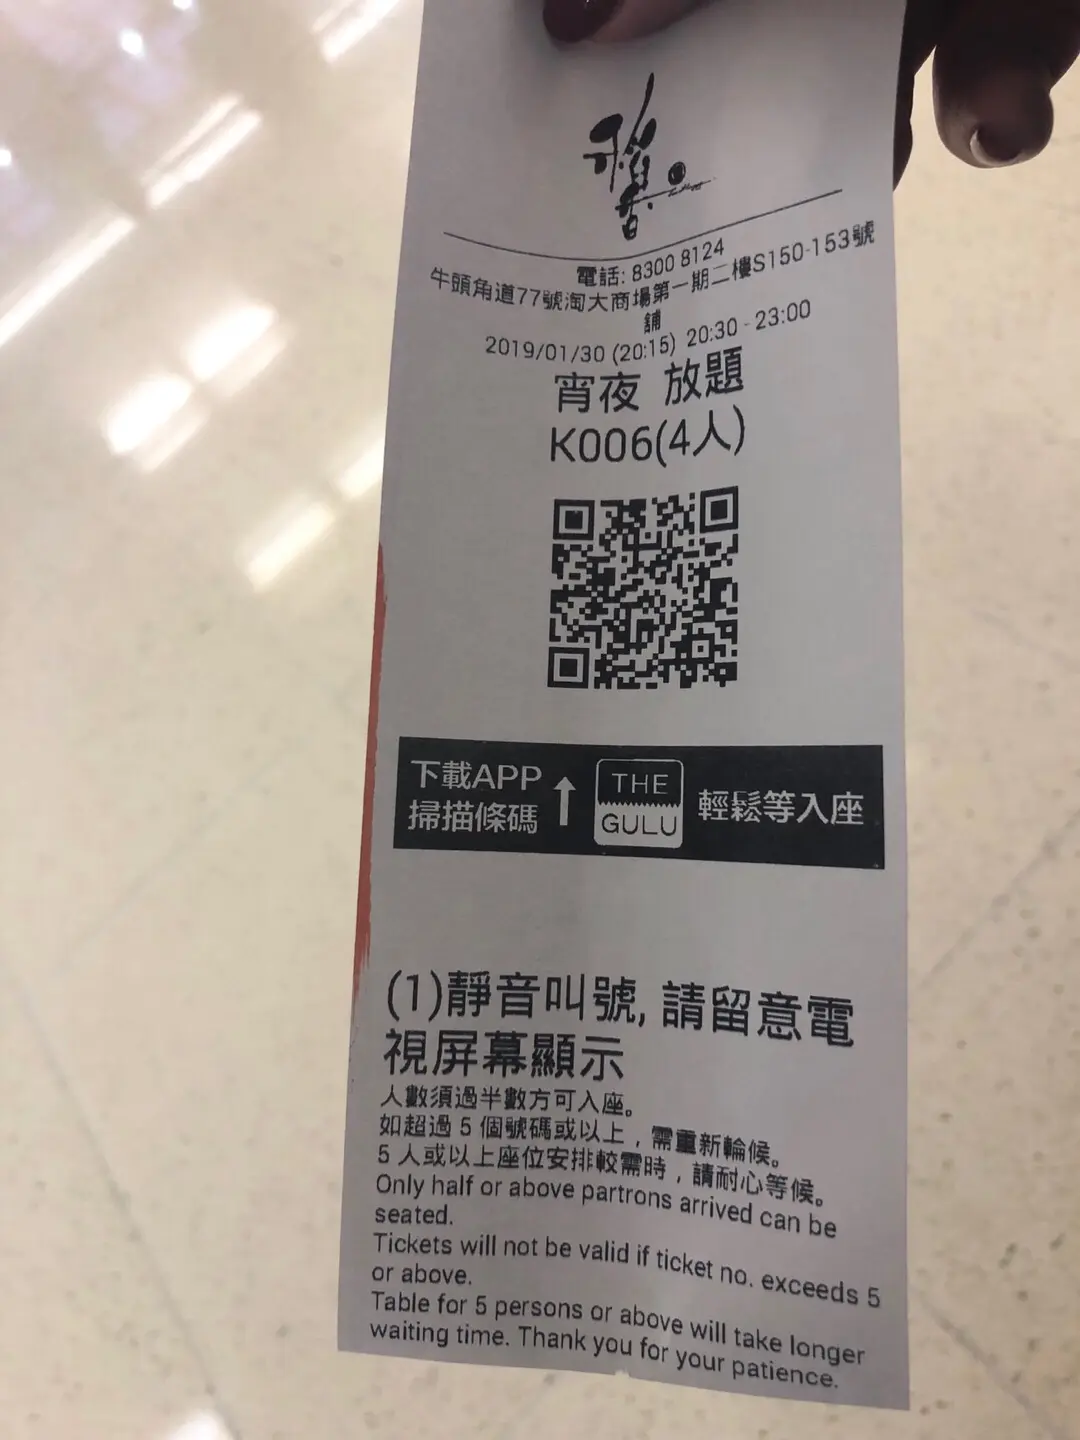 電話: 8300 8124
牛頭角道77號淘大商場第一期二樓S150-153號
舖
2019/01/30 (20:15) 20:30 - 23:00
宵夜 放題
K006(4人)
下載APP
掃描條碼
THE
GULU
輕鬆等入座
(1)靜音叫號, 請留意電
視屏幕顯示
人數須過半數方可入座。
如超過 5 個號碼或以上，需重新輪候。
5 人或以上座位安排較需時，請耐心等候。
Only half or above partrons arrived can be
seated.
Tickets will not be valid if ticket no. exceeds 5
or above.
Table for 5 persons or above will take longer
waiting time. Thank you for your patience.